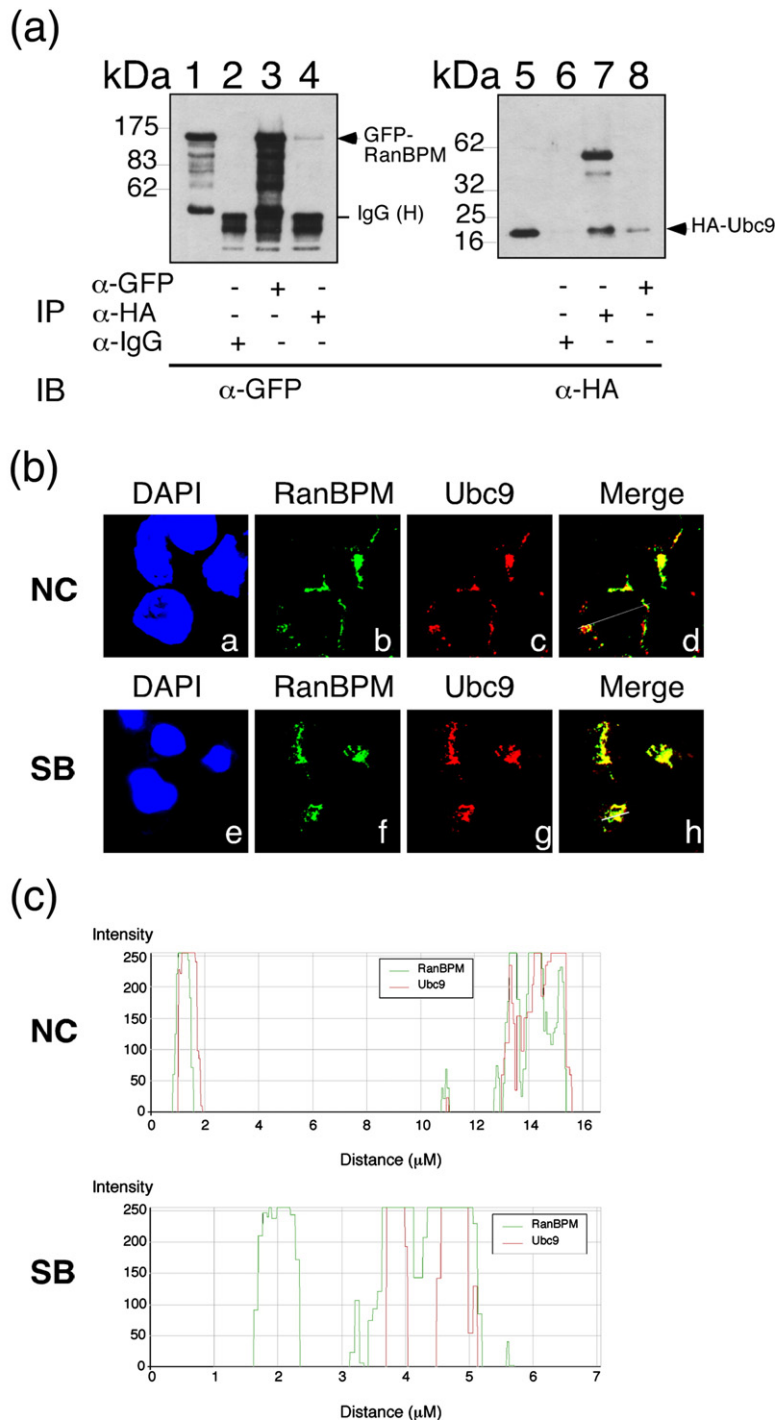 (a)
kDa 1 2 3 4 kDa 5 6 7 8
175
83
62
GFP-
RanBPM
IgG (H)
62
32
25
16
HA-Ubc9
α-GFP - + - - - +
IP α-HA - - + - + -
α-IgG + - - + - -
IB α-GFP α-HA
(b)
DAPI RanBPM Ubc9 Merge
NC a b c d
DAPI RanBPM Ubc9 Merge
SB e f g h
(c)
Intensity
NC
250
200
150
100
50
0
RanBPM
Ubc9
0 2 4 6 8 10 12 14 16
Distance (μM)
Intensity
SB
250
200
150
100
50
0
RanBPM
Ubc9
0 1 2 3 4 5 6 7
Distance (μM)